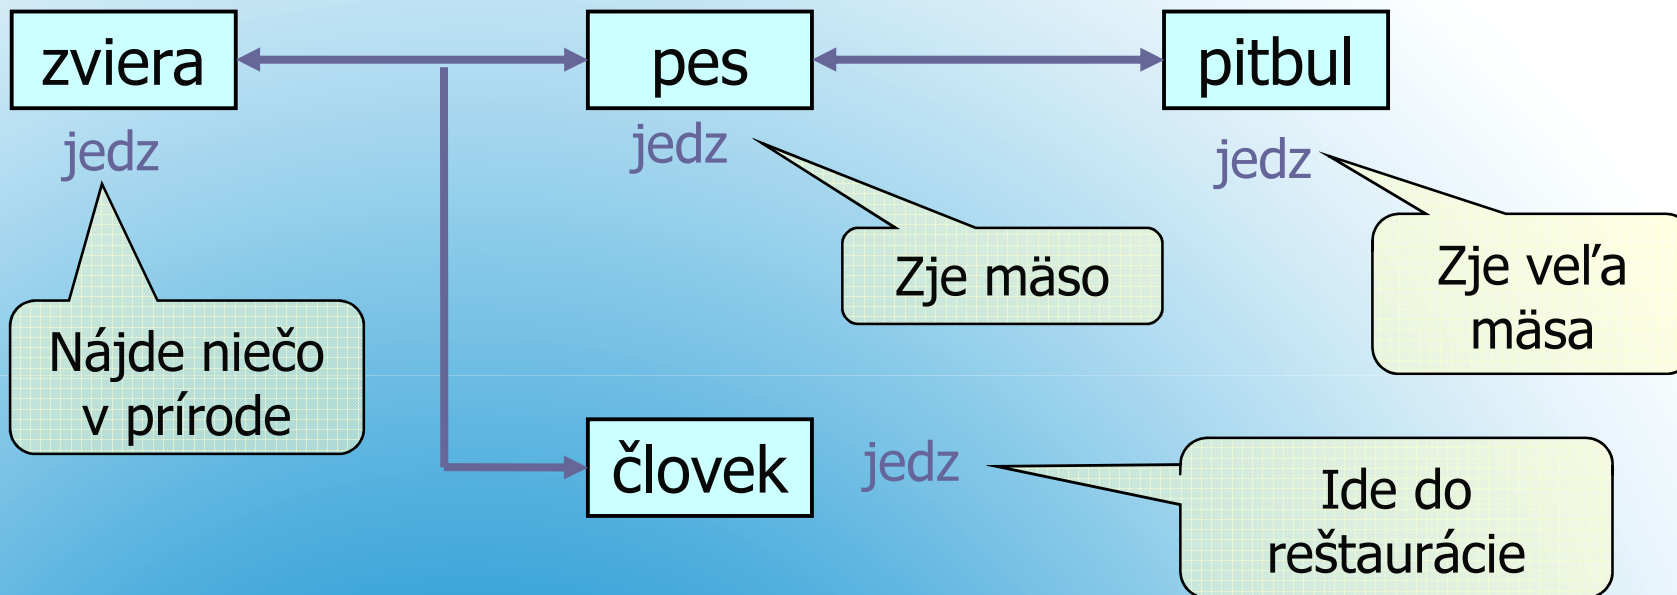 zviera
pes
pitbul
jedz
jedz
jedz
Nájde niečo
v prírode
Zje mäso
Zje veľa
mäsa
človek
jedz
Ide do
reštaurácie